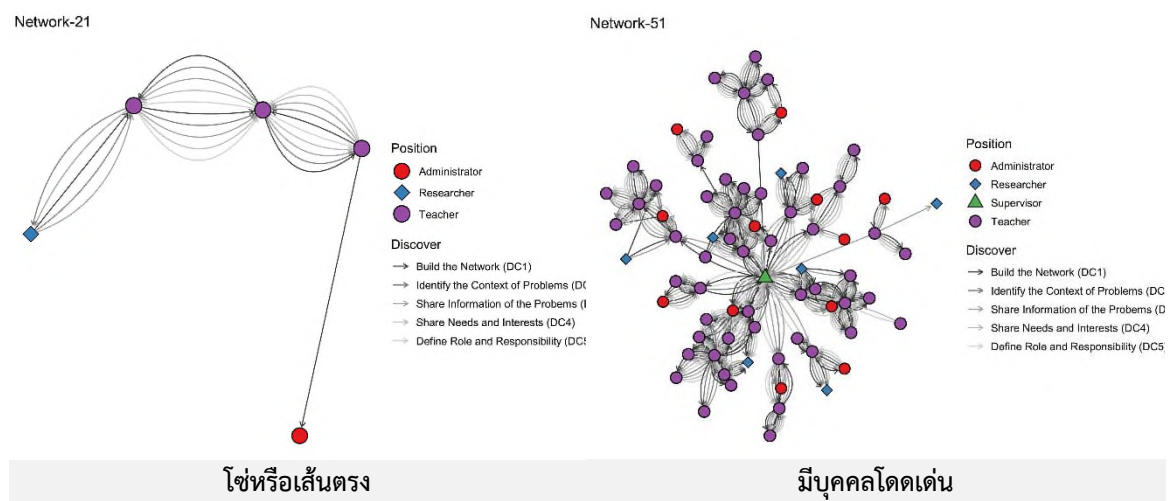 Network-21
Position
Administrator
Researcher
Teacher
Discover
Build the Network (DC1)
Identify the Context of Problems (DC
Share Information of the Probems (
Share Needs and Interests (DC4)
Define Role and Responsibility (DC5
โซ่หรือเส้นตรง
Network-51
Position
Administrator
Researcher
Supervisor
Teacher
Discover
Build the Network (DC1)
Identify the Context of Problems (DC
Share Information of the Probems (D
Share Needs and Interests (DC4)
Define Role and Responsibility (DC5)
มีบุคคลโดดเด่น